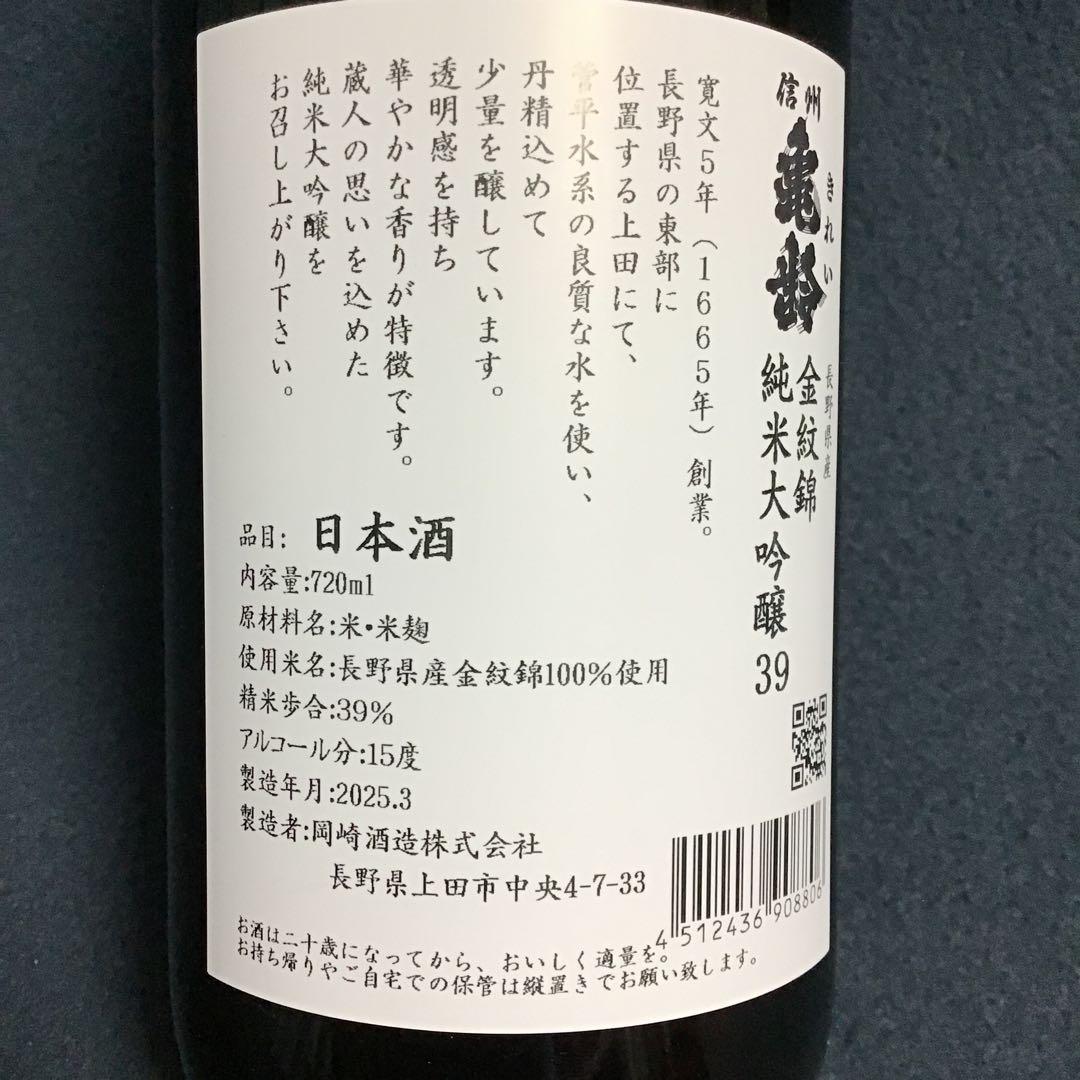 信州
亀齢
きれい
長野県産
金紋錦
純米大吟醸 39
寛文5年(1665年)創業。
長野県の東部に
位置する上田にて、
菅平水系の良質な水を使い、
丹精込めて
少量を醸しています。
透明感を持ち
華やかな香りが特徴です。
蔵人の思いを込めた
純米大吟醸を
お召し上がり下さい。
品目: 日本酒
内容量:720ml
原材料名:米・米麹
使用米名:長野県産金紋錦100%使用
精米歩合:39%
アルコール分:15度
製造年月:2025.3
製造者:岡崎酒造株式会社
長野県上田市中央4-7-33
4 512436 908806
お酒は二十歳になってから、おいしく適量を。
お持ち帰りやご自宅での保管は縦置きでお願い致します。